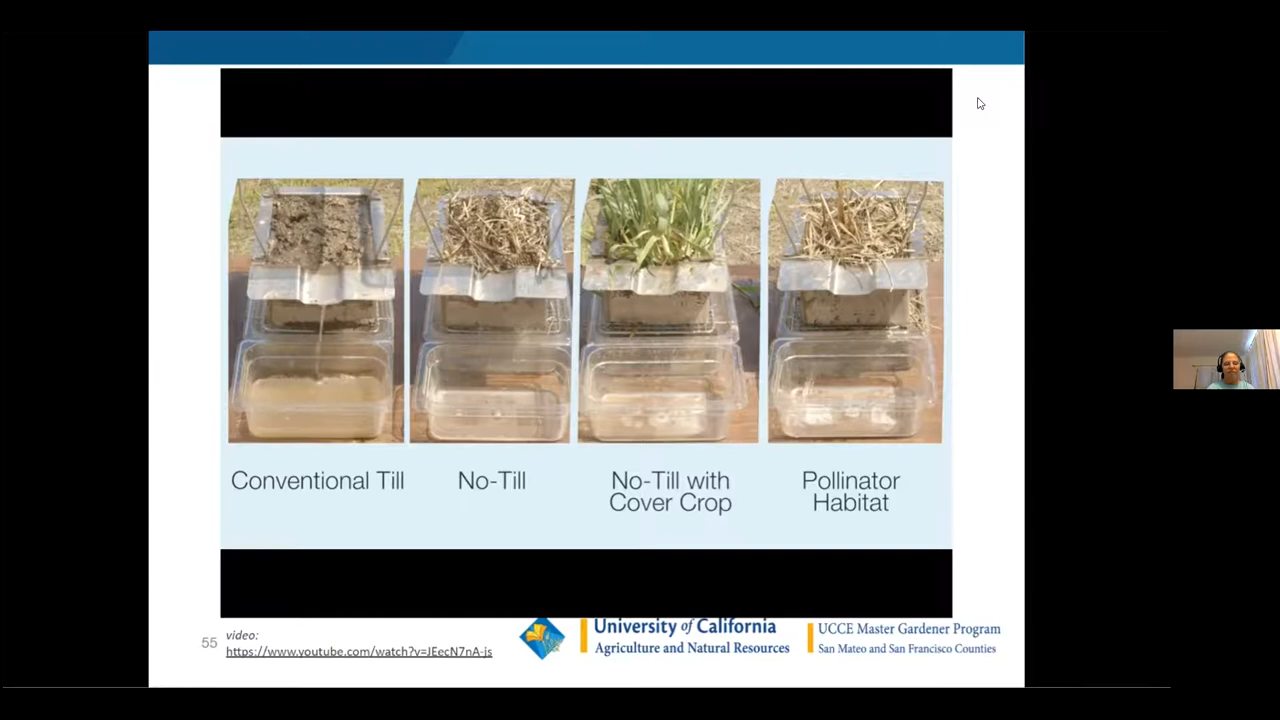 Conventional Till
No-Till
No-Till with
Cover Crop
Pollinator
Habitat
55
video:
https://www.youtube.com/watch?v=JEecN7nA-js
University of California
Agriculture and Natural Resources
UCCE Master Gardener Program
San Mateo and San Francisco Counties